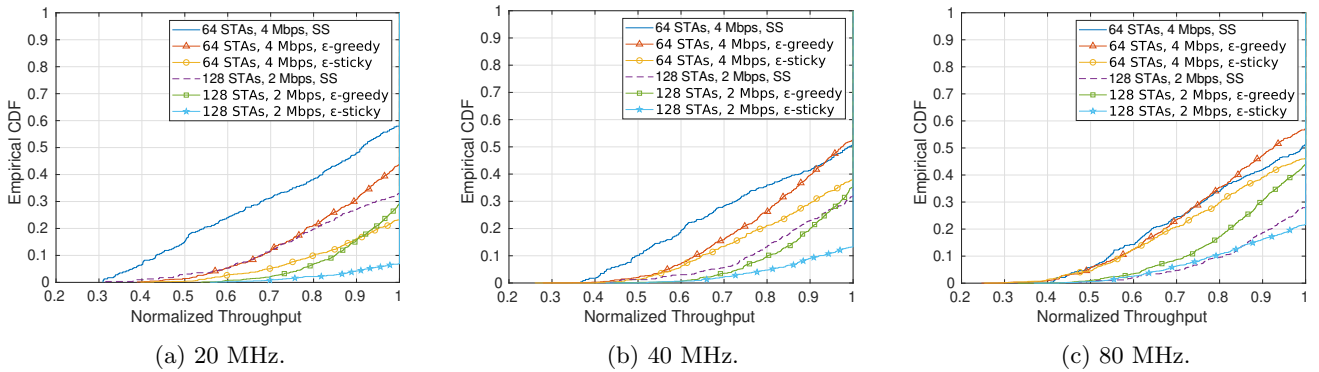 1
0.9
0.8
0.7
0.6
0.5
0.4
0.3
0.2
0.1
0
Empirical CDF
64 STAs, 4 Mbps, SS
64 STAs, 4 Mbps, ε-greedy
64 STAs, 4 Mbps, ε-sticky
128 STAs, 2 Mbps, SS
128 STAs, 2 Mbps, ε-greedy
128 STAs, 2 Mbps, ε-sticky
0.2 0.3 0.4 0.5 0.6 0.7 0.8 0.9 1
Normalized Throughput
(a) 20 MHz.
1
0.9
0.8
0.7
0.6
0.5
0.4
0.3
0.2
0.1
0
Empirical CDF
64 STAs, 4 Mbps, SS
64 STAs, 4 Mbps, ε-greedy
64 STAs, 4 Mbps, ε-sticky
128 STAs, 2 Mbps, SS
128 STAs, 2 Mbps, ε-greedy
128 STAs, 2 Mbps, ε-sticky
0.2 0.3 0.4 0.5 0.6 0.7 0.8 0.9 1
Normalized Throughput
(b) 40 MHz.
1
0.9
0.8
0.7
0.6
0.5
0.4
0.3
0.2
0.1
0
Empirical CDF
64 STAs, 4 Mbps, SS
64 STAs, 4 Mbps, ε-greedy
64 STAs, 4 Mbps, ε-sticky
128 STAs, 2 Mbps, SS
128 STAs, 2 Mbps, ε-greedy
128 STAs, 2 Mbps, ε-sticky
0.2 0.3 0.4 0.5 0.6 0.7 0.8 0.9 1
Normalized Throughput
(c) 80 MHz.